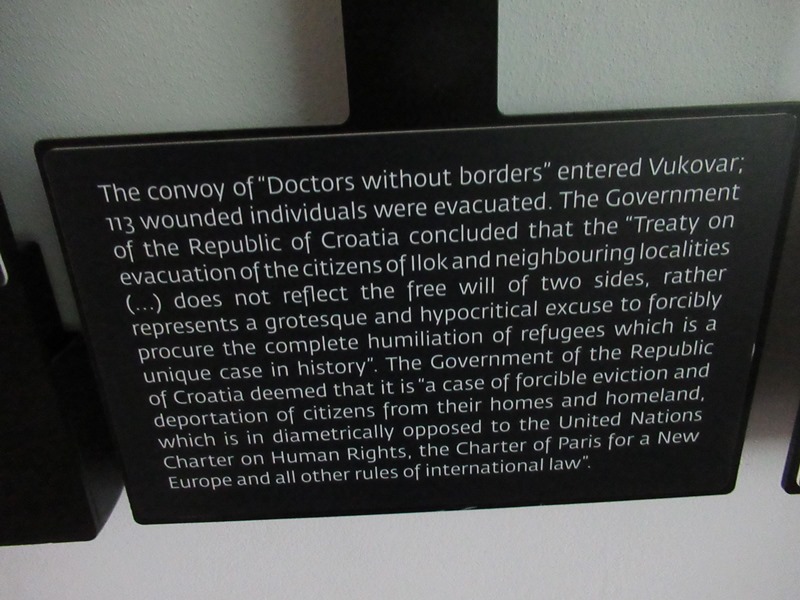 The convoy of “Doctors without borders” entered Vukovar;
113 wounded individuals were evacuated. The Government
of the Republic of Croatia concluded that the “Treaty on
evacuation of the citizens of Ilok and neighbouring localities
(...) does not reflect the free will of two sides, rather
represents a grotesque and hypocritical excuse to forcibly
procure the complete humiliation of refugees which is a
unique case in history”. The Government of the Republic
of Croatia deemed that it is “a case of forcible eviction and
deportation of citizens from their homes and homeland,
which is in diametrically opposed to the United Nations
Charter on Human Rights, the Charter of Paris for a New
Europe and all other rules of international law”.